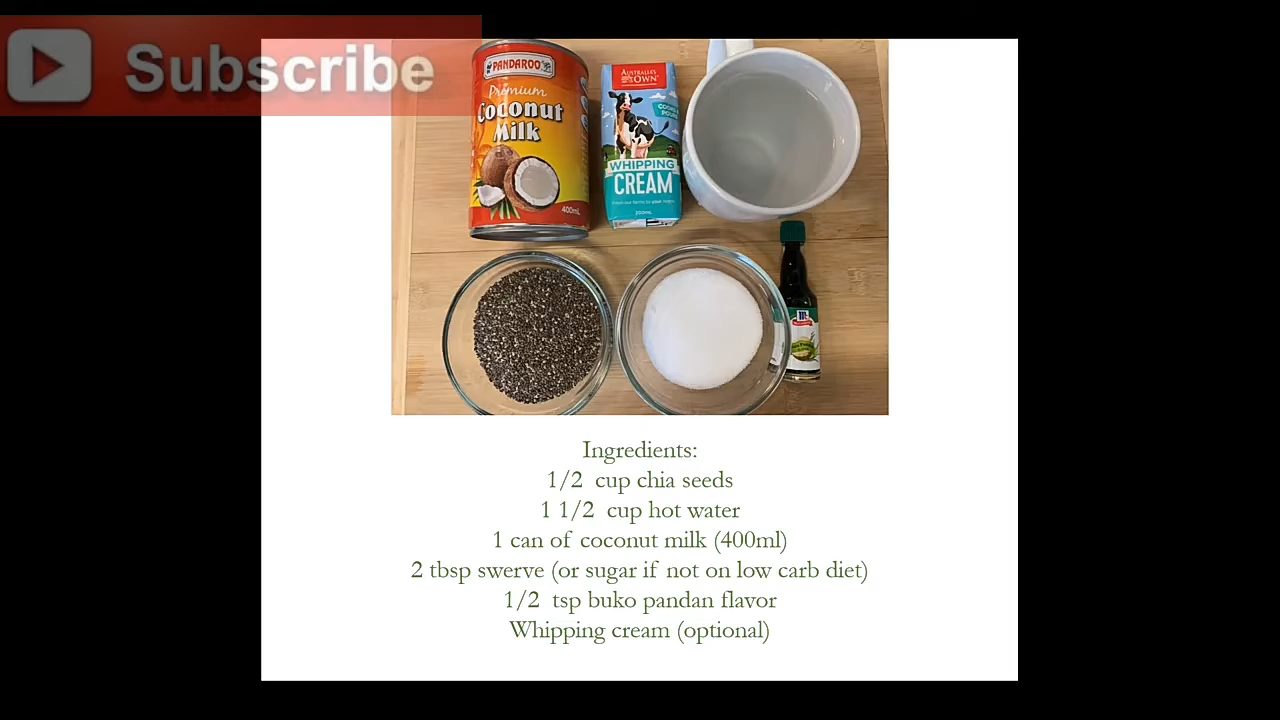 Subscribe
PANDAROO
Premium
Coconut
Milk
400mL
AUSTRALIA'S
OWN
WHIPPING
CREAM
200mL
Ingredients:
1/2 cup chia seeds
1 1/2 cup hot water
1 can of coconut milk (400ml)
2 tbsp swerve (or sugar if not on low carb diet)
1/2 tsp buko pandan flavor
Whipping cream (optional)